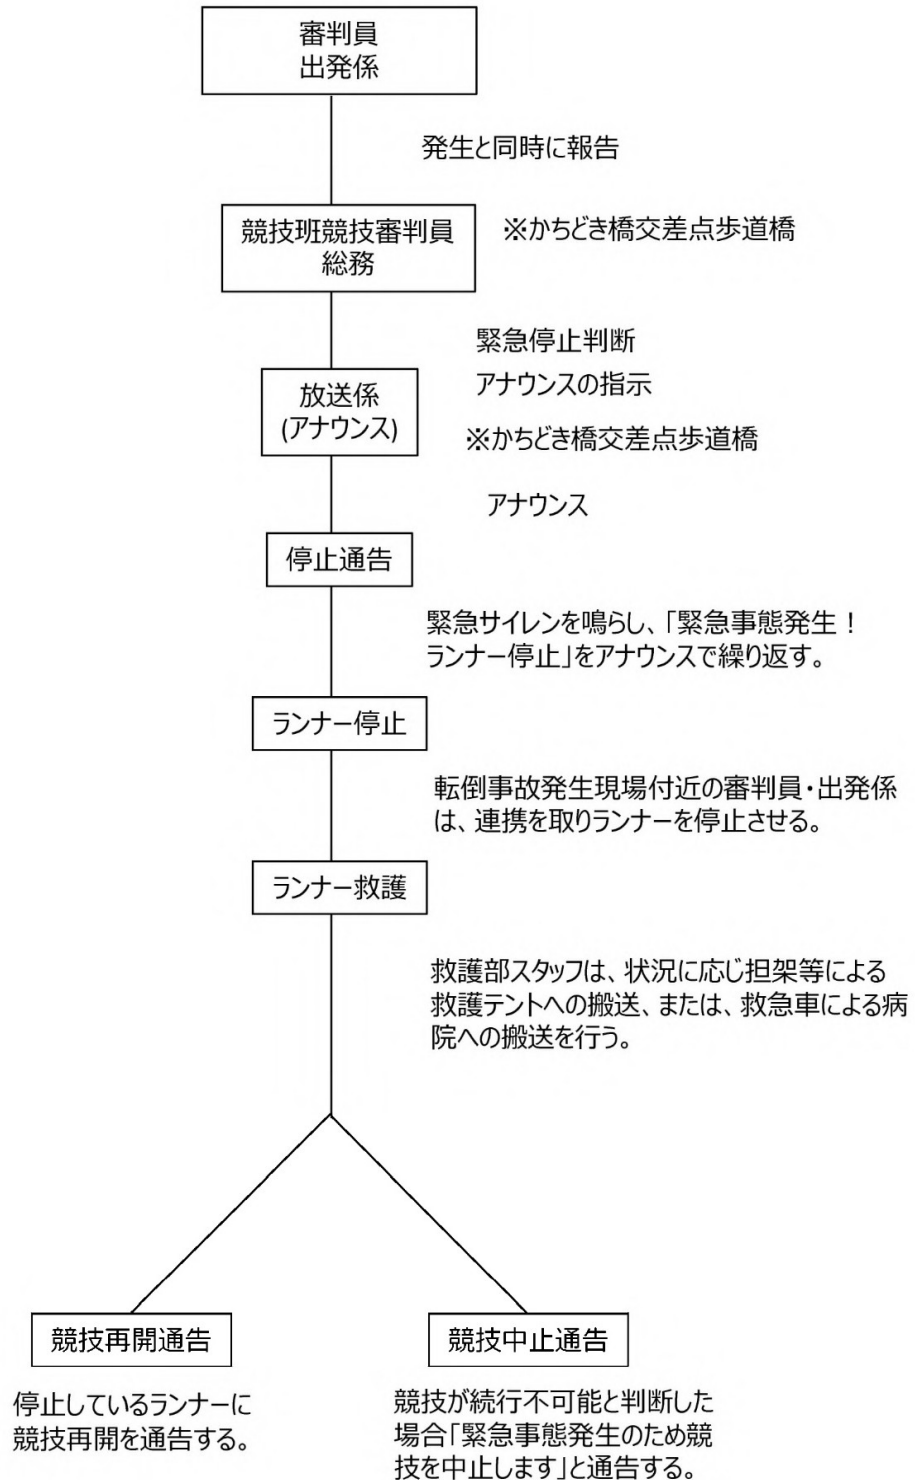 審判員
出発係
発生と同時に報告
競技班競技審判員
総務
※かちどき橋交差点歩道橋
緊急停止判断
アナウンスの指示
放送係
(アナウンス)
※かちどき橋交差点歩道橋
アナウンス
停止通告
緊急サイレンを鳴らし、「緊急事態発生！
ランナー停止」をアナウンスで繰り返す。
ランナー停止
転倒事故発生現場付近の審判員・出発係
は、連携を取りランナーを停止させる。
ランナー救護
救護部スタッフは、状況に応じ担架等による
救護テントへの搬送、または、救急車による病
院への搬送を行う。
競技再開通告
停止しているランナーに
競技再開を通告する。
競技中止通告
競技が続行不可能と判断した
場合「緊急事態発生のため競
技を中止します」と通告する。